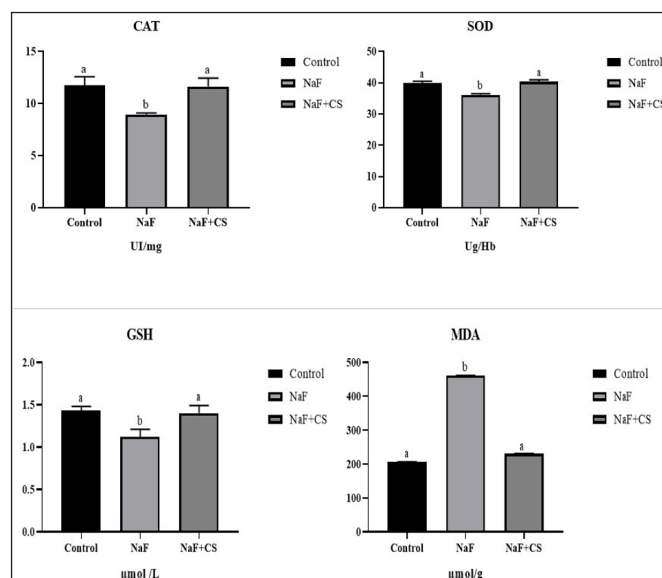 CAT
15
10
5
0
a
b
a
Control
NaF
NaF+CS
UI/mg
Control
NaF
NaF+CS
SOD
50
40
30
20
10
0
a
b
a
Control
NaF
NaF+CS
Ug/Hb
Control
NaF
NaF+CS
GSH
2.0
1.5
1.0
0.5
0.0
a
b
a
Control
NaF
NaF+CS
µmol /L
Control
NaF
NaF+CS
MDA
500
400
300
200
100
0
a
b
a
Control
NaF
NaF+CS
µmol/g
Control
NaF
NaF+CS